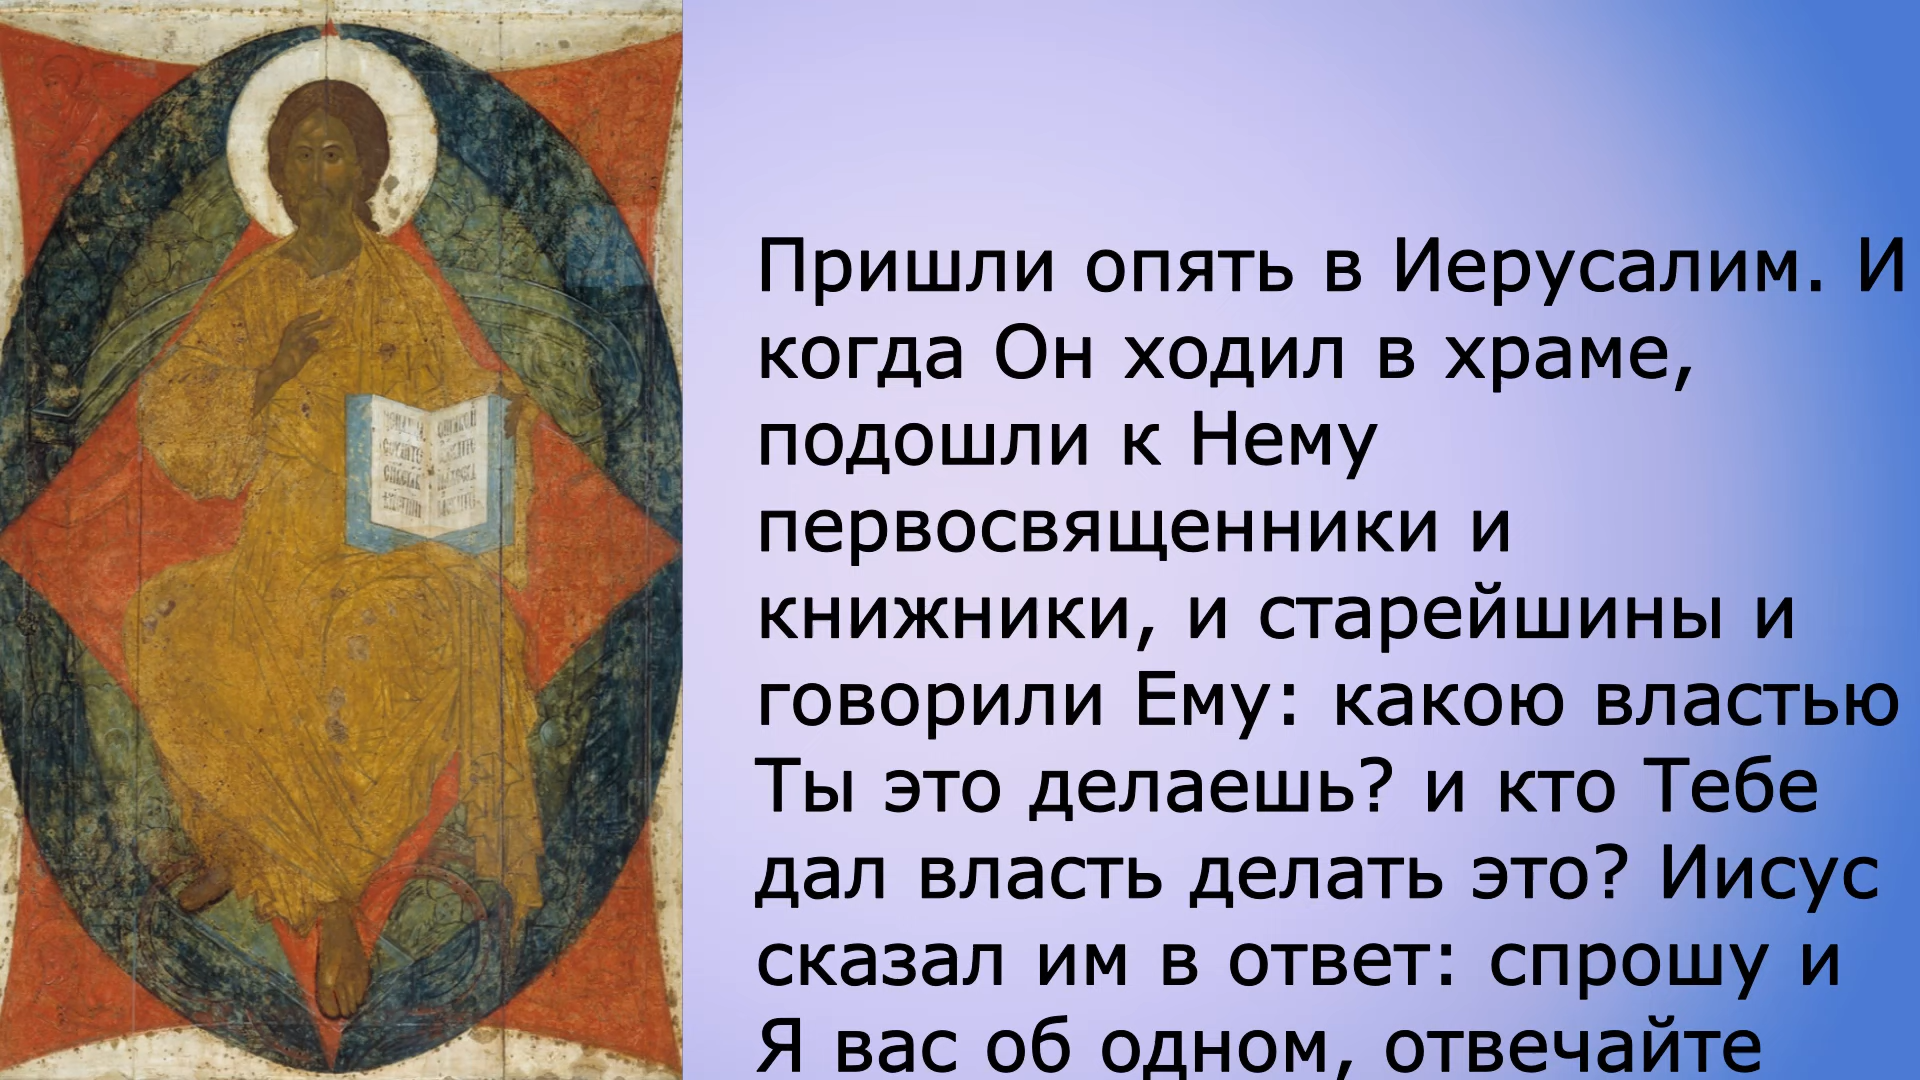 Пришли опять в Иерусалим. И
когда Он ходил в храме,
подошли к Нему
первосвященники и
книжники, и старейшины и
говорили Ему: какою властью
Ты это делаешь? и кто Тебе
дал власть делать это? Иисус
сказал им в ответ: спрошу и
Я вас об одном, отвечайте